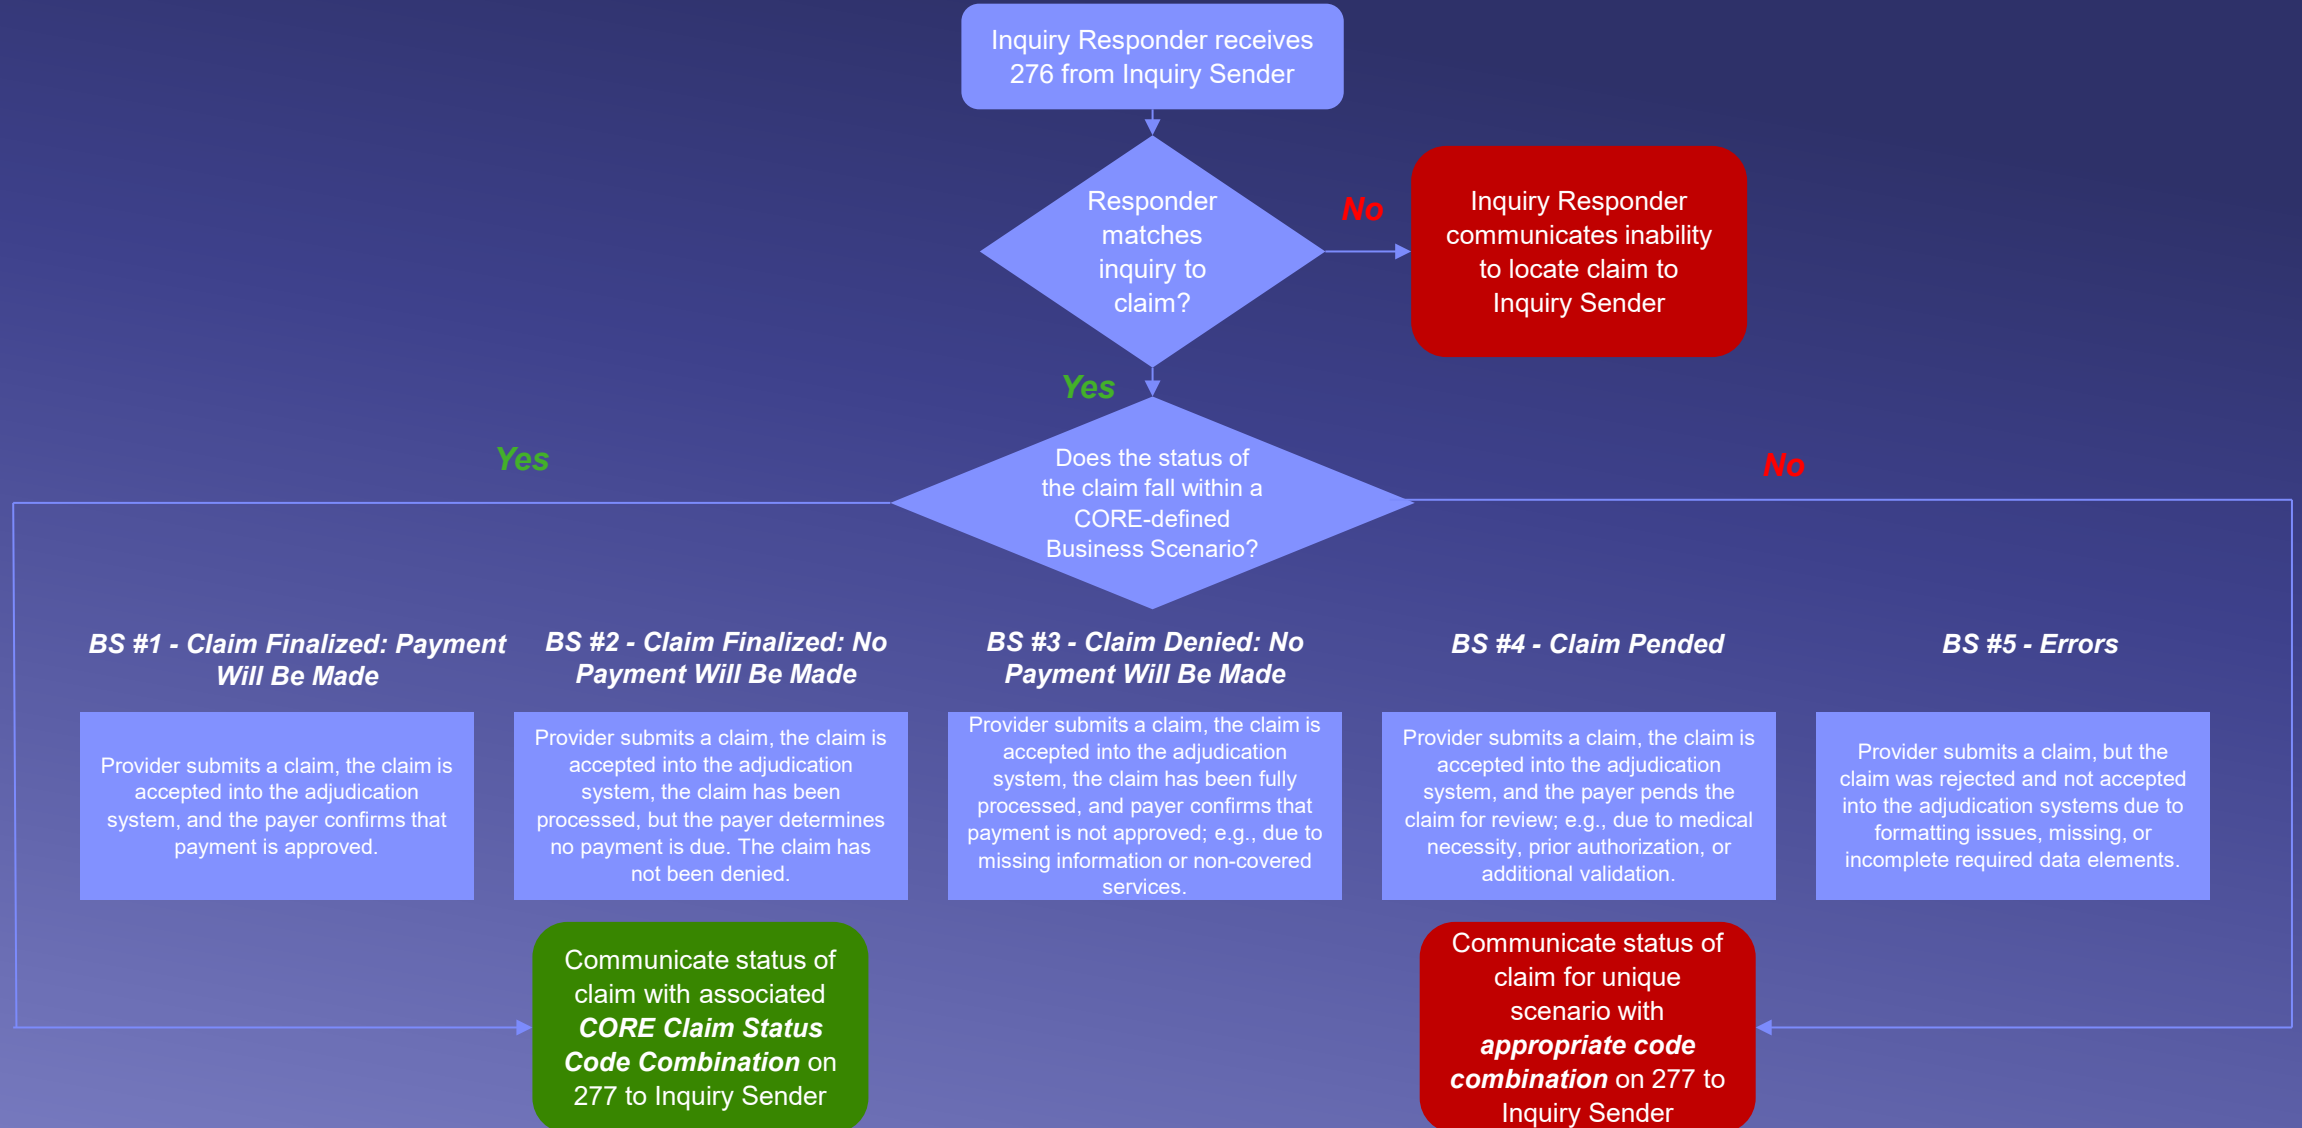 Inquiry Responder receives
276 from Inquiry Sender
Responder
matches
inquiry to
claim?
No
Inquiry Responder
communicates inability
to locate claim to
Inquiry Sender
Yes
Does the status of
the claim fall within a
CORE-defined
Business Scenario?
Yes
No
BS #1 - Claim Finalized: Payment
Will Be Made
Provider submits a claim, the claim is
accepted into the adjudication
system, and the payer confirms that
payment is approved.
BS #2 - Claim Finalized: No
Payment Will Be Made
Provider submits a claim, the claim is
accepted into the adjudication
system, the claim has been
processed, but the payer determines
no payment is due. The claim has
not been denied.
BS #3 - Claim Denied: No
Payment Will Be Made
Provider submits a claim, the claim is
accepted into the adjudication
system, the claim has been fully
processed, and payer confirms that
payment is not approved; e.g., due to
missing information or non-covered
services.
BS #4 - Claim Pended
Provider submits a claim, the claim is
accepted into the adjudication
system, and the payer pends the
claim for review; e.g., due to medical
necessity, prior authorization, or
additional validation.
BS #5 - Errors
Provider submits a claim, but the
claim was rejected and not accepted
into the adjudication systems due to
formatting issues, missing, or
incomplete required data elements.
Communicate status of
claim with associated
CORE Claim Status
Code Combination on
277 to Inquiry Sender
Communicate status of
claim for unique
scenario with
appropriate code
combination on 277 to
Inquiry Sender